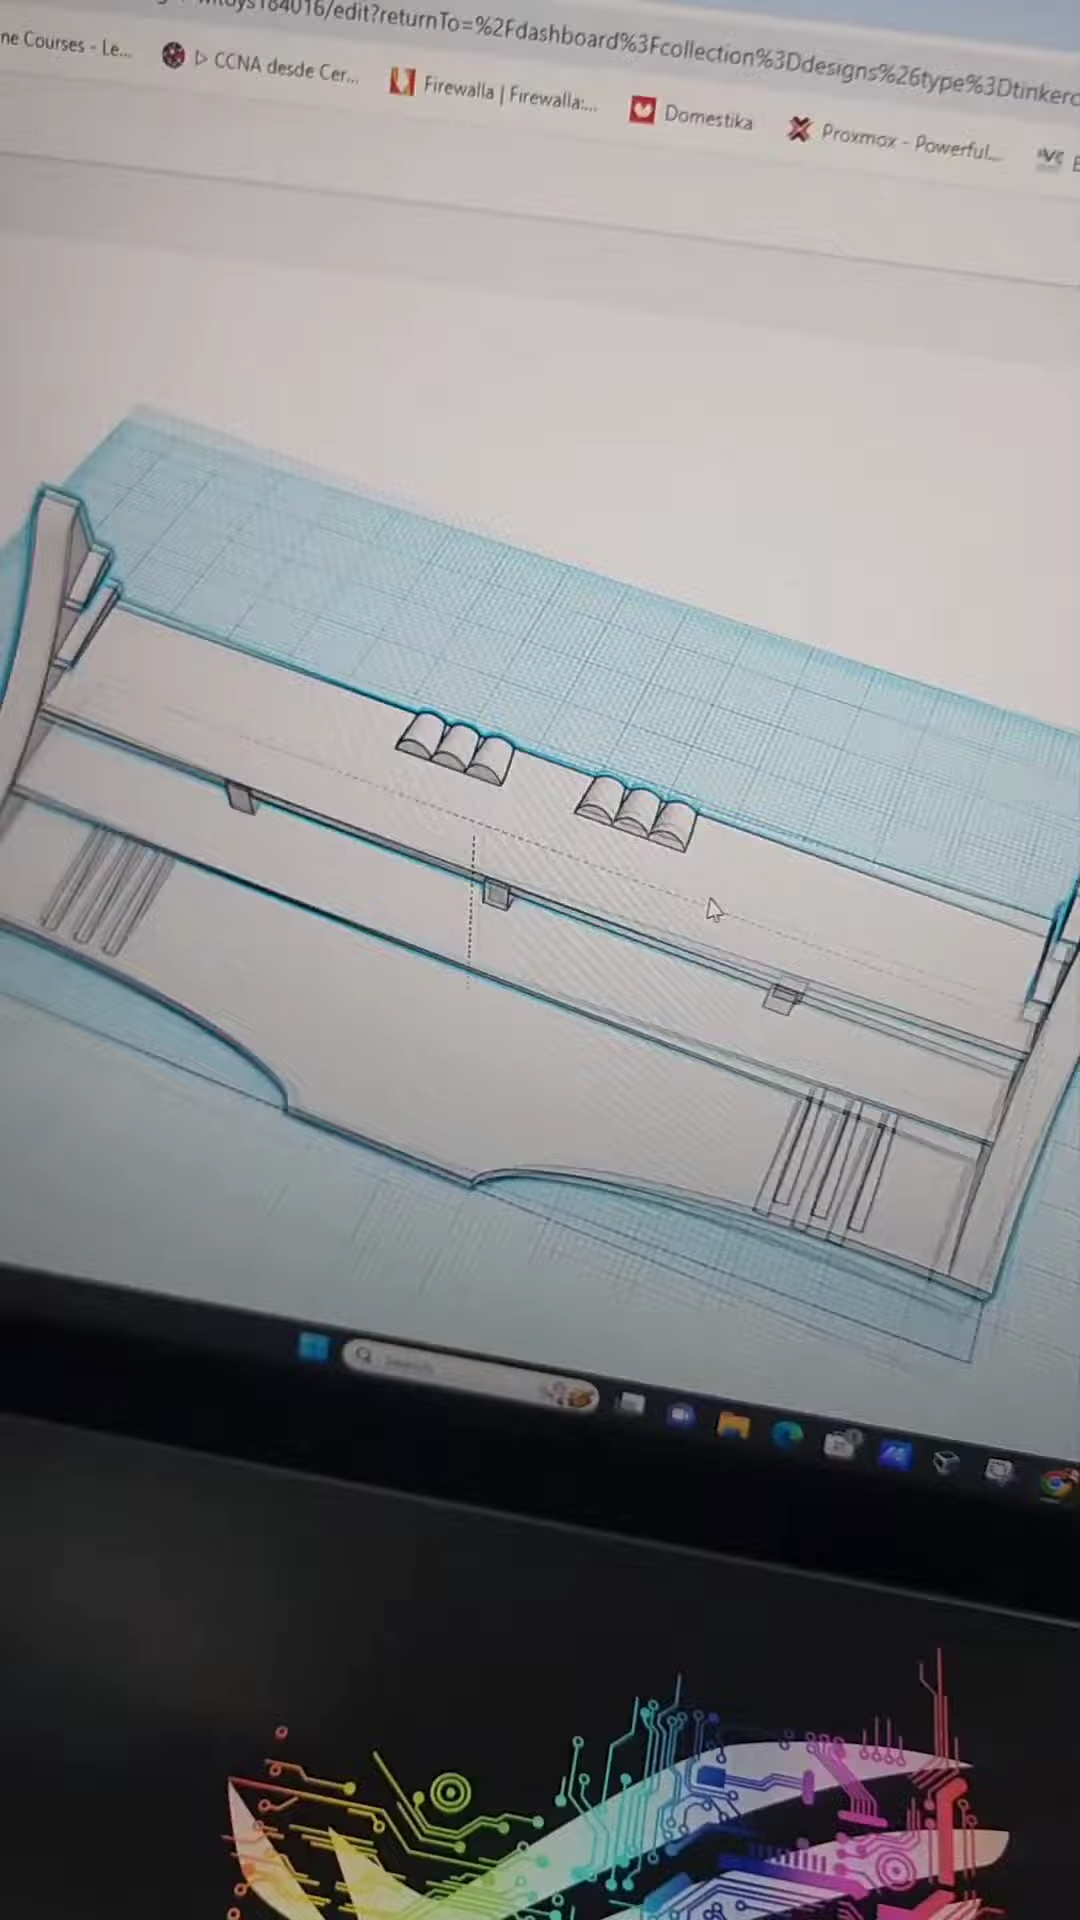 184016/edit?returnTo=%2Fdashboard%3Fcollection%3Ddesigns%26type%3Dtinkerc
ne Courses - Le...
CCNA desde Cer...
Firewalla | Firewalla:...
Domestika
Proxmox - Powerful...
Search